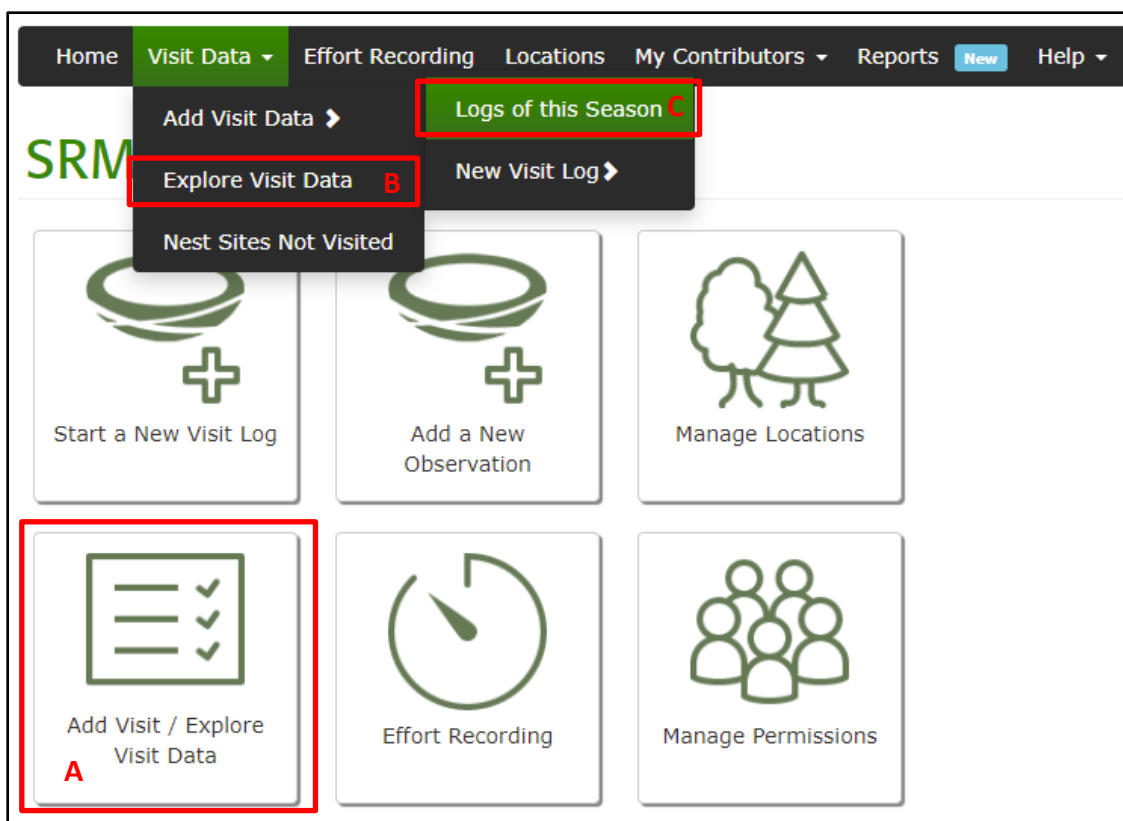 Home Visit Data Effort Recording Locations My Contributors Reports New Help
Add Visit Data
Logs of this Season C
SRM
Explore Visit Data B
New Visit Log
Nest Sites Not Visited
Start a New Visit Log
Add a New
Observation
Manage Locations
Add Visit / Explore
Visit Data
A
Effort Recording
Manage Permissions